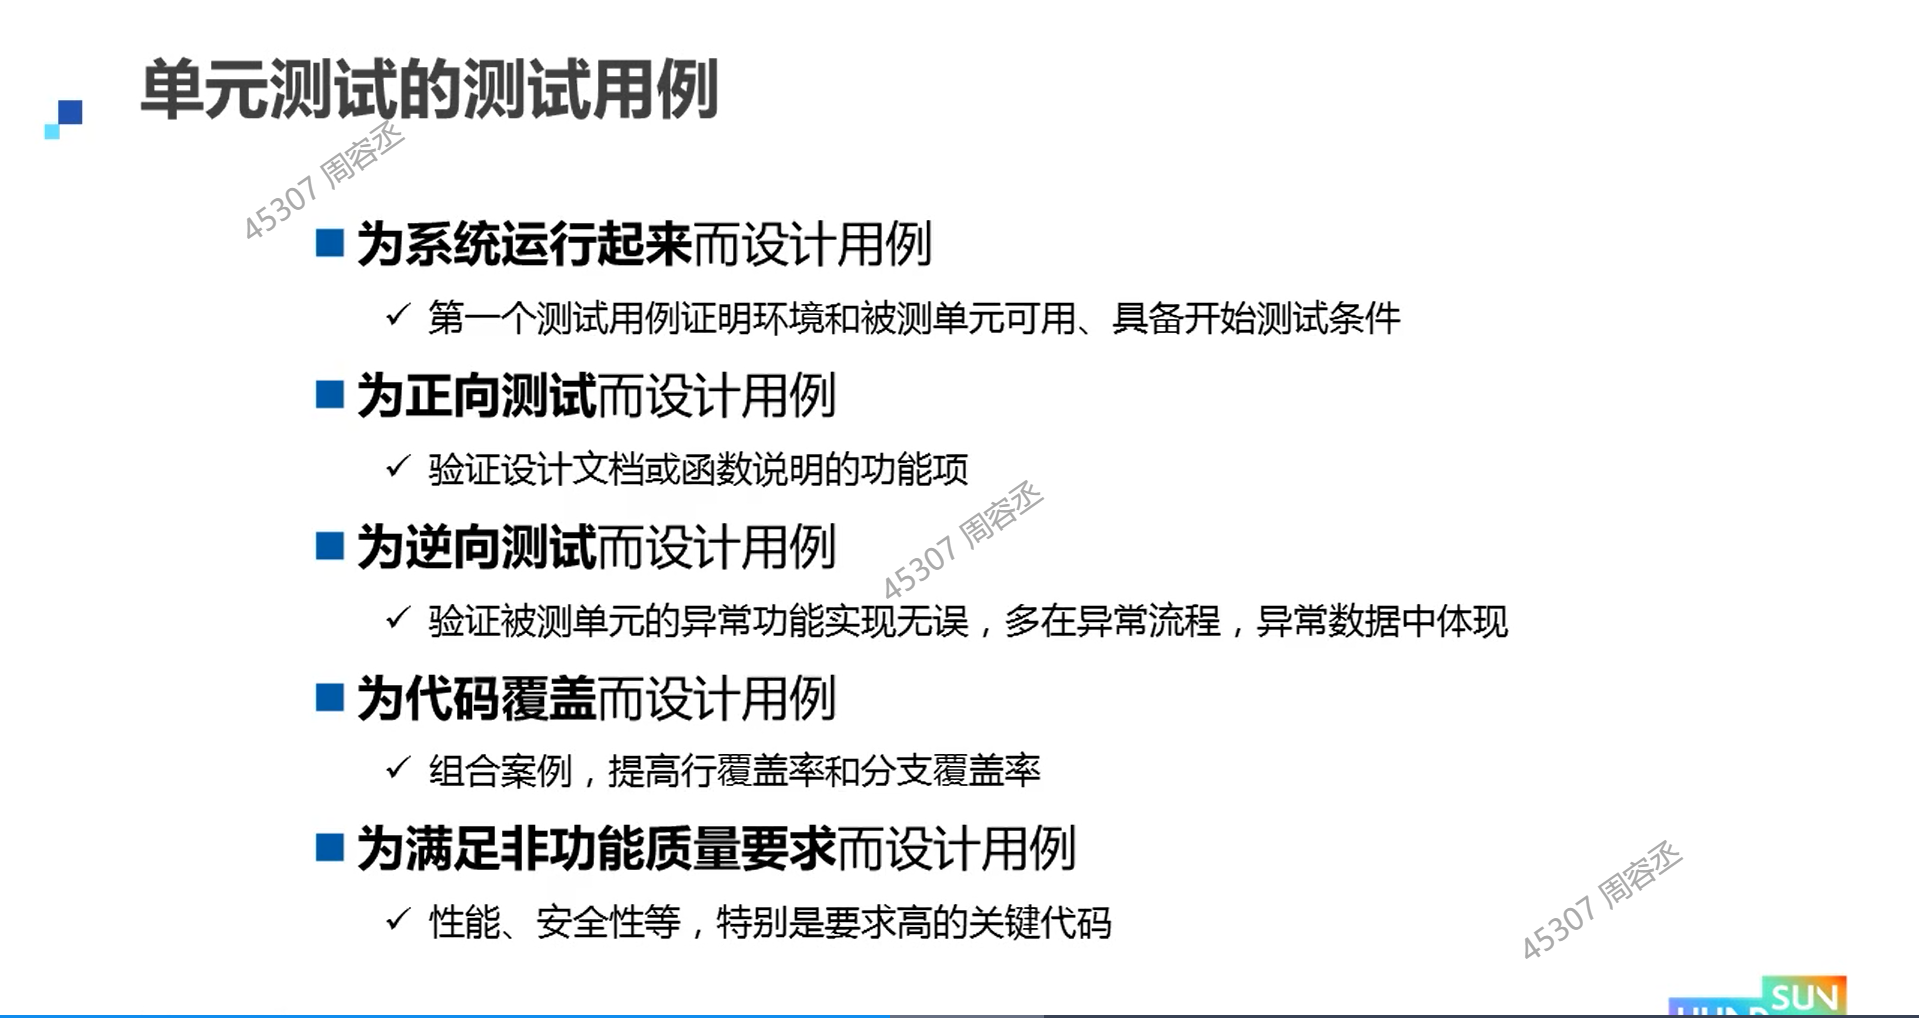 单元测试的测试用例
45307 周容丞
为系统运行起来而设计用例
✓ 第一个测试用例证明环境和被测单元可用、具备开始测试条件
为正向测试而设计用例
✓ 验证设计文档或函数说明的功能项
45307 周容丞
为逆向测试而设计用例
✓ 验证被测单元的异常功能实现无误，多在异常流程，异常数据中体现
为代码覆盖而设计用例
✓ 组合案例，提高行覆盖率和分支覆盖率
为满足非功能质量要求而设计用例
✓ 性能、安全性等，特别是要求高的关键代码
45307 周容丞
SUN